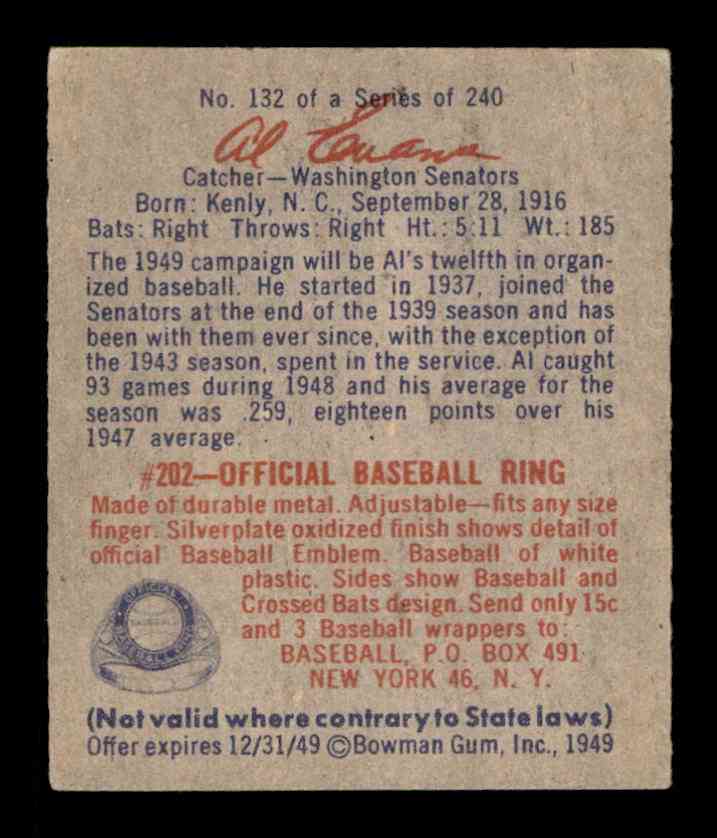 No. 132 of a Series of 240
Al Evans
Catcher—Washington Senators
Born: Kenly, N. C., September 28, 1916
Bats: Right Throws: Right Ht.: 5:11 Wt.: 185
The 1949 campaign will be Al's twelfth in organ-
ized baseball. He started in 1937, joined the
Senators at the end of the 1939 season and has
been with them ever since, with the exception of
the 1943 season, spent in the service. Al caught
93 games during 1948 and his average for the
season was .259, eighteen points over his
1947 average.
#202—OFFICIAL BASEBALL RING
Made of durable metal. Adjustable—fits any size
finger. Silverplate oxidized finish shows detail of
official Baseball Emblem. Baseball of white
plastic. Sides show Baseball and
Crossed Bats design. Send only 15c
and 3 Baseball wrappers to:
BASEBALL, P.O. BOX 491
NEW YORK 46, N. Y.
OFFICIAL
BASEBALL
BASEBALL RING
(Not valid where contrary to State laws)
Offer expires 12/31/49 ©Bowman Gum, Inc., 1949